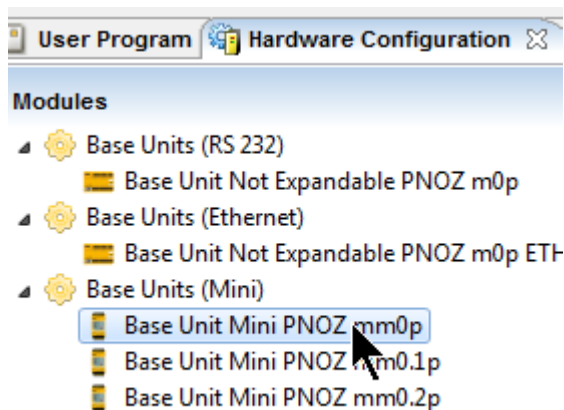 User Program Hardware Configuration
Modules
Base Units (RS 232)
Base Unit Not Expandable PNOZ m0p
Base Units (Ethernet)
Base Unit Not Expandable PNOZ m0p ETH
Base Units (Mini)
Base Unit Mini PNOZ mm0p
Base Unit Mini PNOZ mm0.1p
Base Unit Mini PNOZ mm0.2p